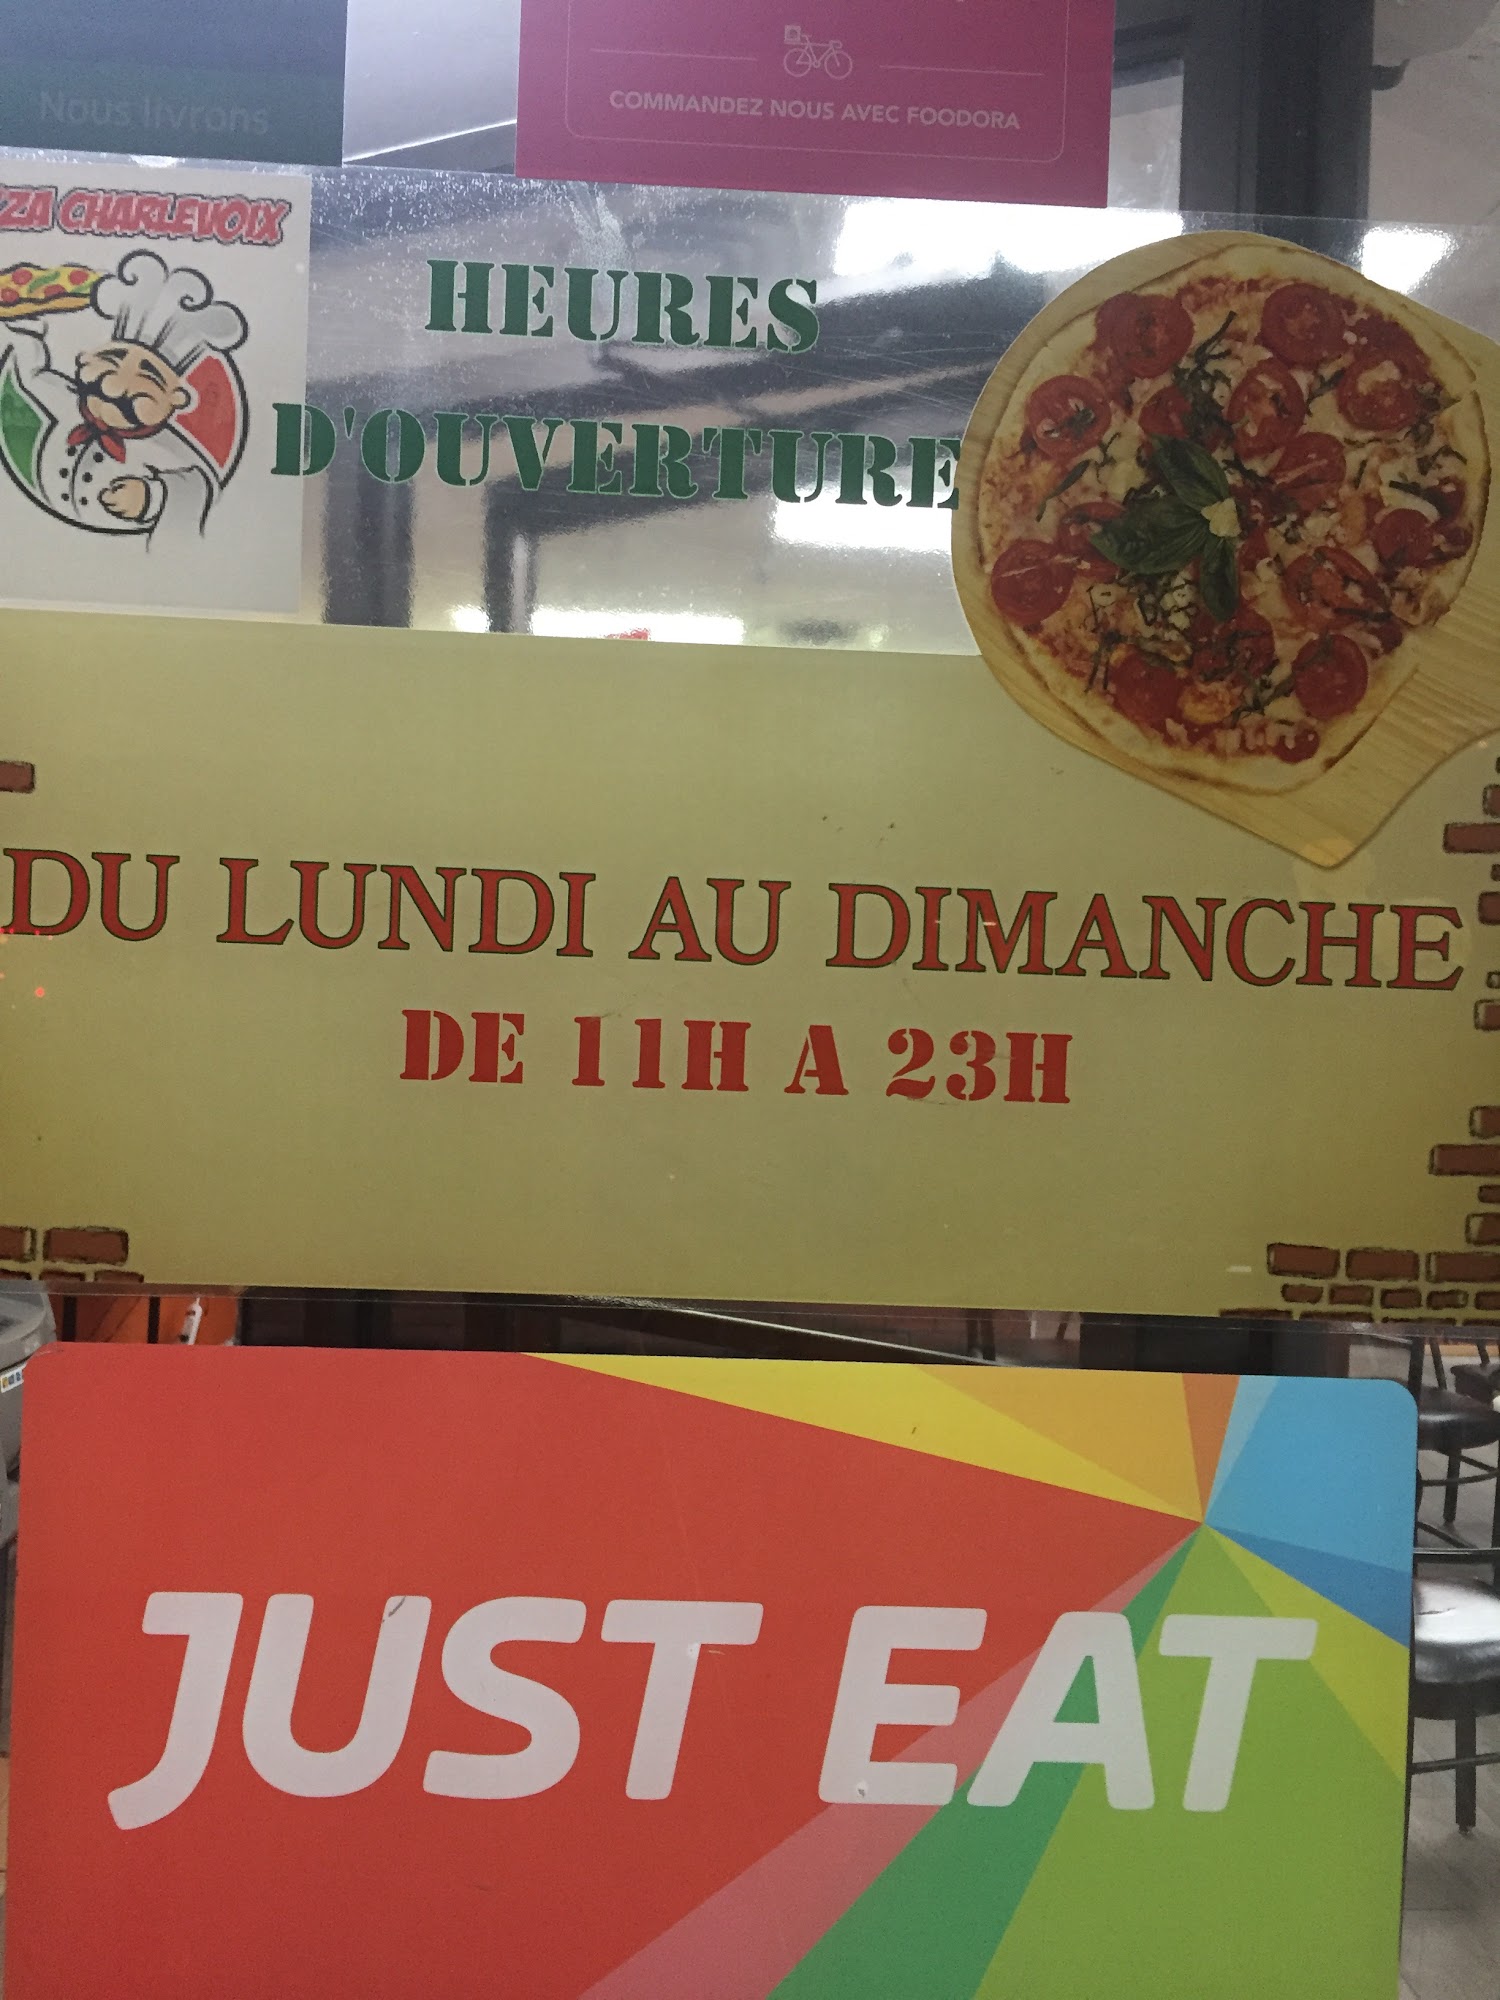 Nous livrons
COMMANDEZ NOUS AVEC FOODORA
ZZA CHARLEVOIX
HEURES
D'OUVERTURE
DU LUNDI AU DIMANCHE
DE 11H A 23H
JUST EAT